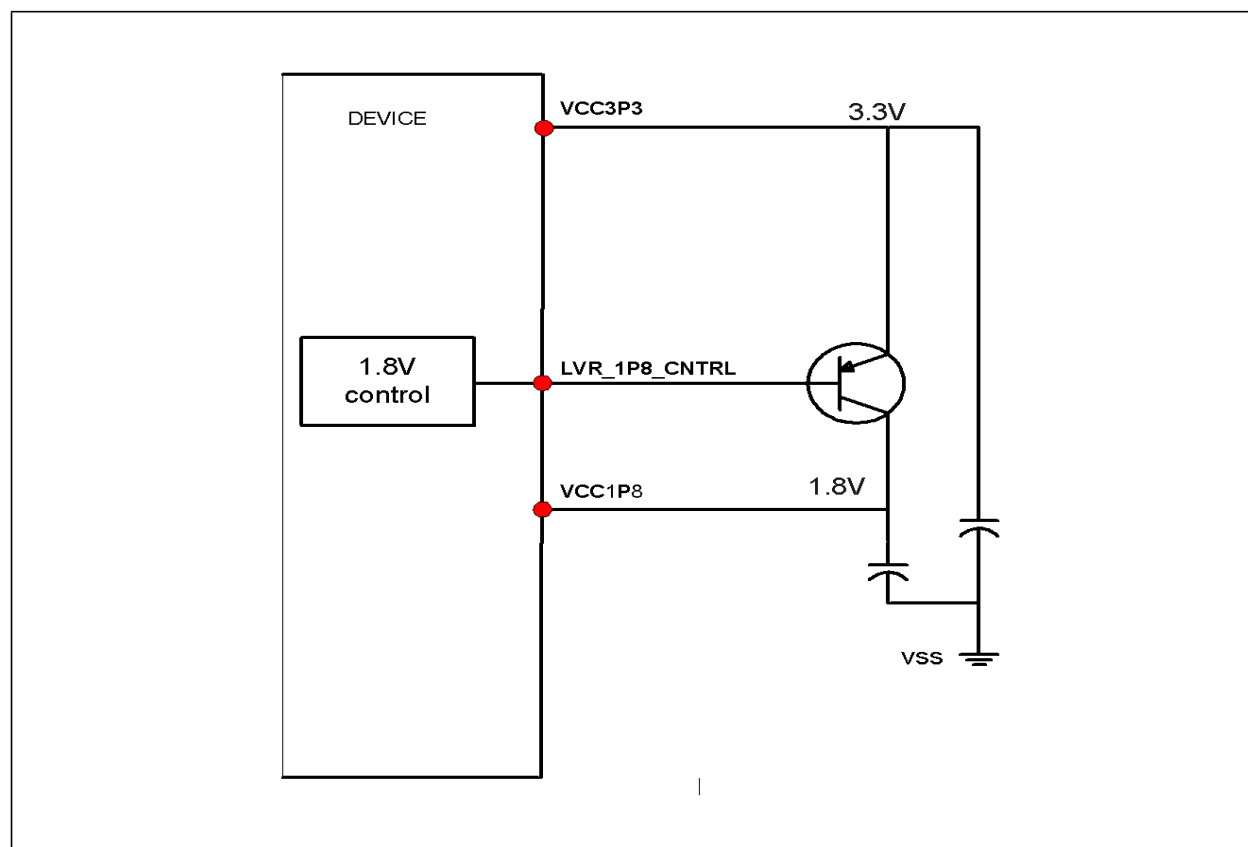 VCC3P3
3.3V
DEVICE
1.8V
control
LVR_1P8_CNTRL
VCC1P8
1.8V
VSS